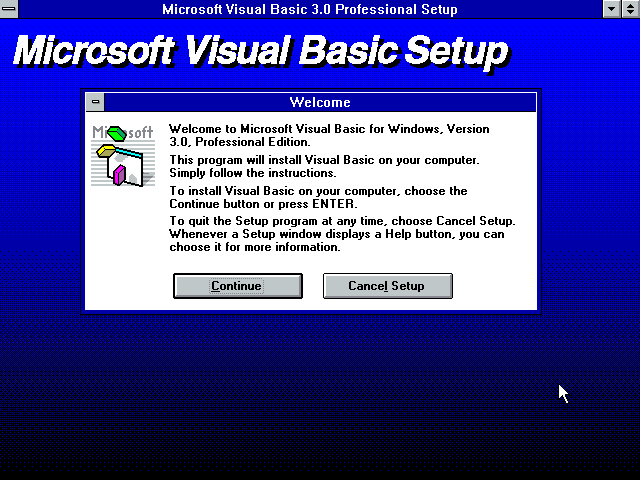 Microsoft Visual Basic 3.0 Professional Setup
Microsoft Visual Basic Setup
Welcome
Microsoft
Welcome to Microsoft Visual Basic for Windows, Version
3.0, Professional Edition.
This program will install Visual Basic on your computer.
Simply follow the instructions.
To install Visual Basic on your computer, choose the
Continue button or press ENTER.
To quit the Setup program at any time, choose Cancel Setup.
Whenever a Setup window displays a Help button, you can
choose it for more information.
Continue
Cancel Setup